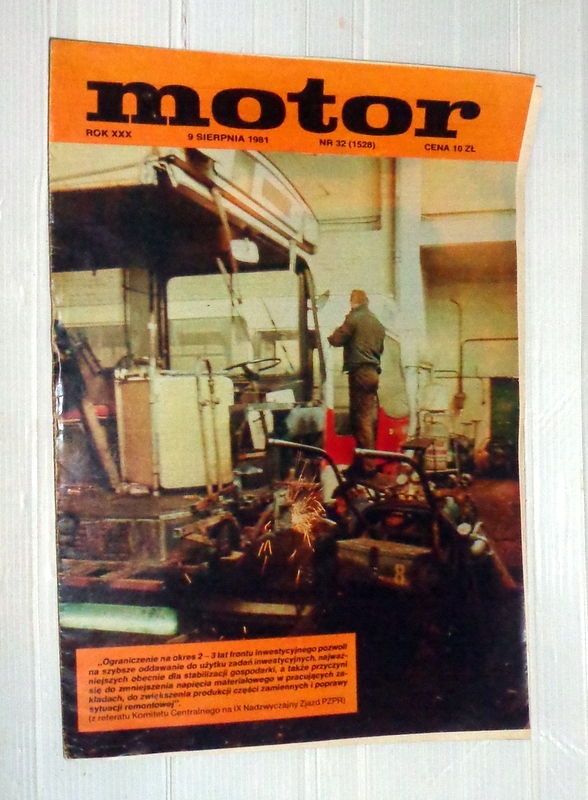 motor
ROK XXX 9 SIERPNIA 1981 NR 32 (1528) CENA 10 ZŁ
8
„Ograniczenie na okres 2 – 3 lat frontu inwestycyjnego pozwoli
na szybsze oddawanie do użytku zadań inwestycyjnych, najważ-
niejszych obecnie dla stabilizacji gospodarki, a także przyczyni
się do zmniejszenia napięcia materiałowego w pracujących za-
kładach, do zwiększenia produkcji części zamiennych i poprawy
sytuacji remontowej".
(z referatu Komitetu Centralnego na IX Nadzwyczajny Zjazd PZPR)